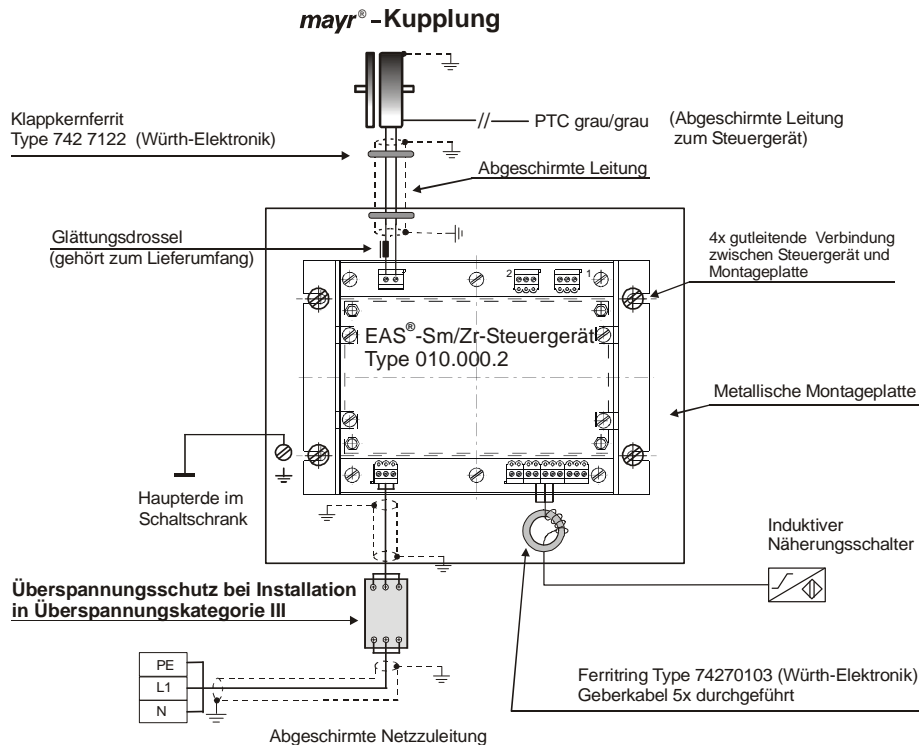 mayr® -Kupplung
Klappkernferrit
Type 742 7122 (Würth-Elektronik)
PTC grau/grau
(Abgeschirmte Leitung
zum Steuergerät)
Abgeschirmte Leitung
Glättungsdrossel
(gehört zum Lieferumfang)
4x gutleitende Verbindung
zwischen Steuergerät und
Montageplatte
2
1
EAS®-Sm/Zr-Steuergerät
Type 010.000.2
Metallische Montageplatte
Haupterde im
Schaltschrank
Induktiver
Näherungsschalter
Überspannungsschutz bei Installation
in Überspannungskategorie III
PE
L1
N
Ferritring Type 74270103 (Würth-Elektronik)
Geberkabel 5x durchgeführt
Abgeschirmte Netzzuleitung